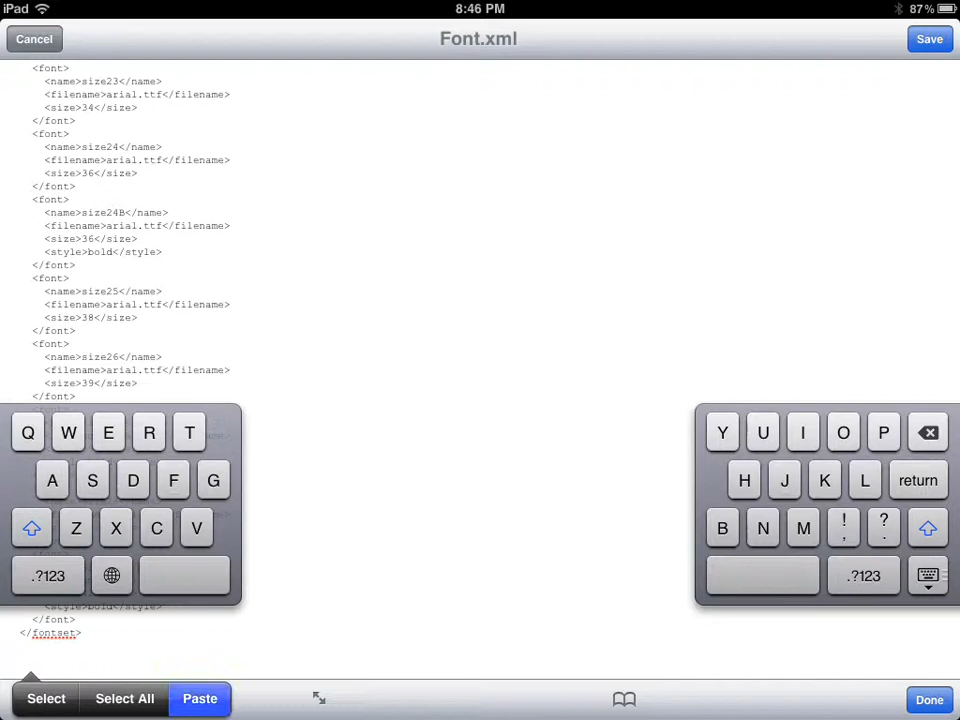 iPad 8:46 PM 87%
Cancel Font.xml Save
<font>
<name>size23</name>
<filename>arial.ttf</filename>
<size>34</size>
</font>
<font>
<name>size24</name>
<filename>arial.ttf</filename>
<size>36</size>
</font>
<font>
<name>size24B</name>
<filename>arial.ttf</filename>
<size>36</size>
<style>bold</style>
</font>
<font>
<name>size25</name>
<filename>arial.ttf</filename>
<size>38</size>
</font>
<font>
<name>size26</name>
<filename>arial.ttf</filename>
<size>39</size>
</font>
Q W E R T Y U I O P
A S D F G H J K L return
Z X C V B N M ! , ? .
.?123 .?123
<style>bold</style>
</font>
</fontset>
Select Select All Paste Done